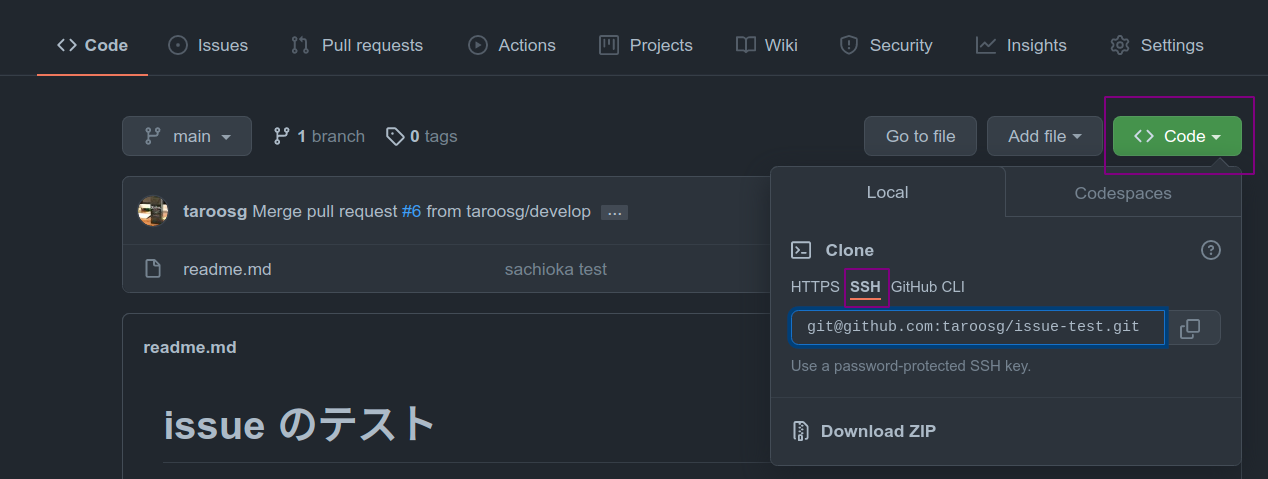 Code Issues Pull requests Actions Projects Wiki Security Insights Settings
main 1 branch 0 tags Go to file Add file Code
taroosg Merge pull request #6 from taroosg/develop ...
readme.md sachioka test
readme.md
issue のテスト
Local Codespaces
Clone
HTTPS SSH GitHub CLI
git@github.com:taroosg/issue-test.git
Use a password-protected SSH key.
Download ZIP